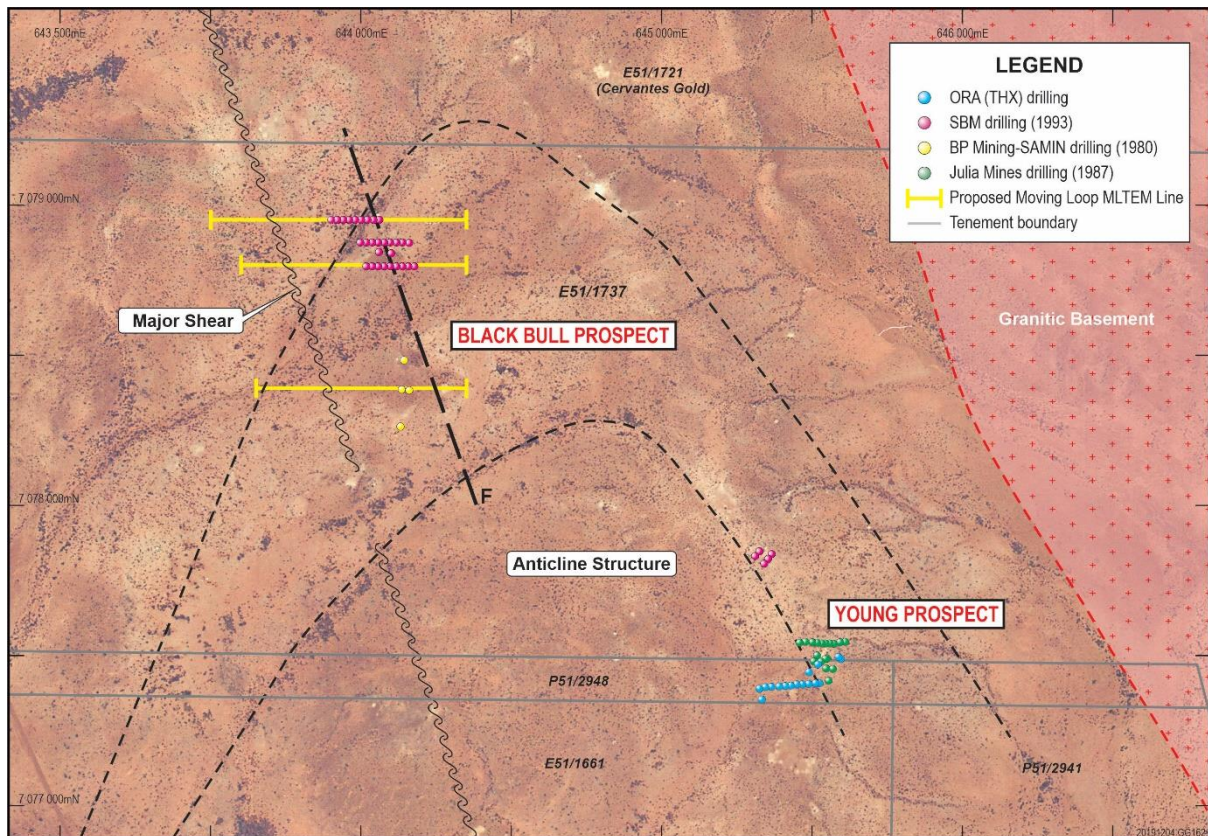 643 500mE
644 000mE
645 000mE
646 000mE
E51/1721
(Cervantes Gold)
LEGEND
ORA (THX) drilling
SBM drilling (1993)
BP Mining-SAMIN drilling (1980)
Julia Mines drilling (1987)
Proposed Moving Loop MLTEM Line
Tenement boundary
7 079 000mN
E51/1737
Major Shear
BLACK BULL PROSPECT
Granitic Basement
7 078 000mN
F
Anticline Structure
YOUNG PROSPECT
P51/2948
E51/1661
P51/2941
7 077 000mN